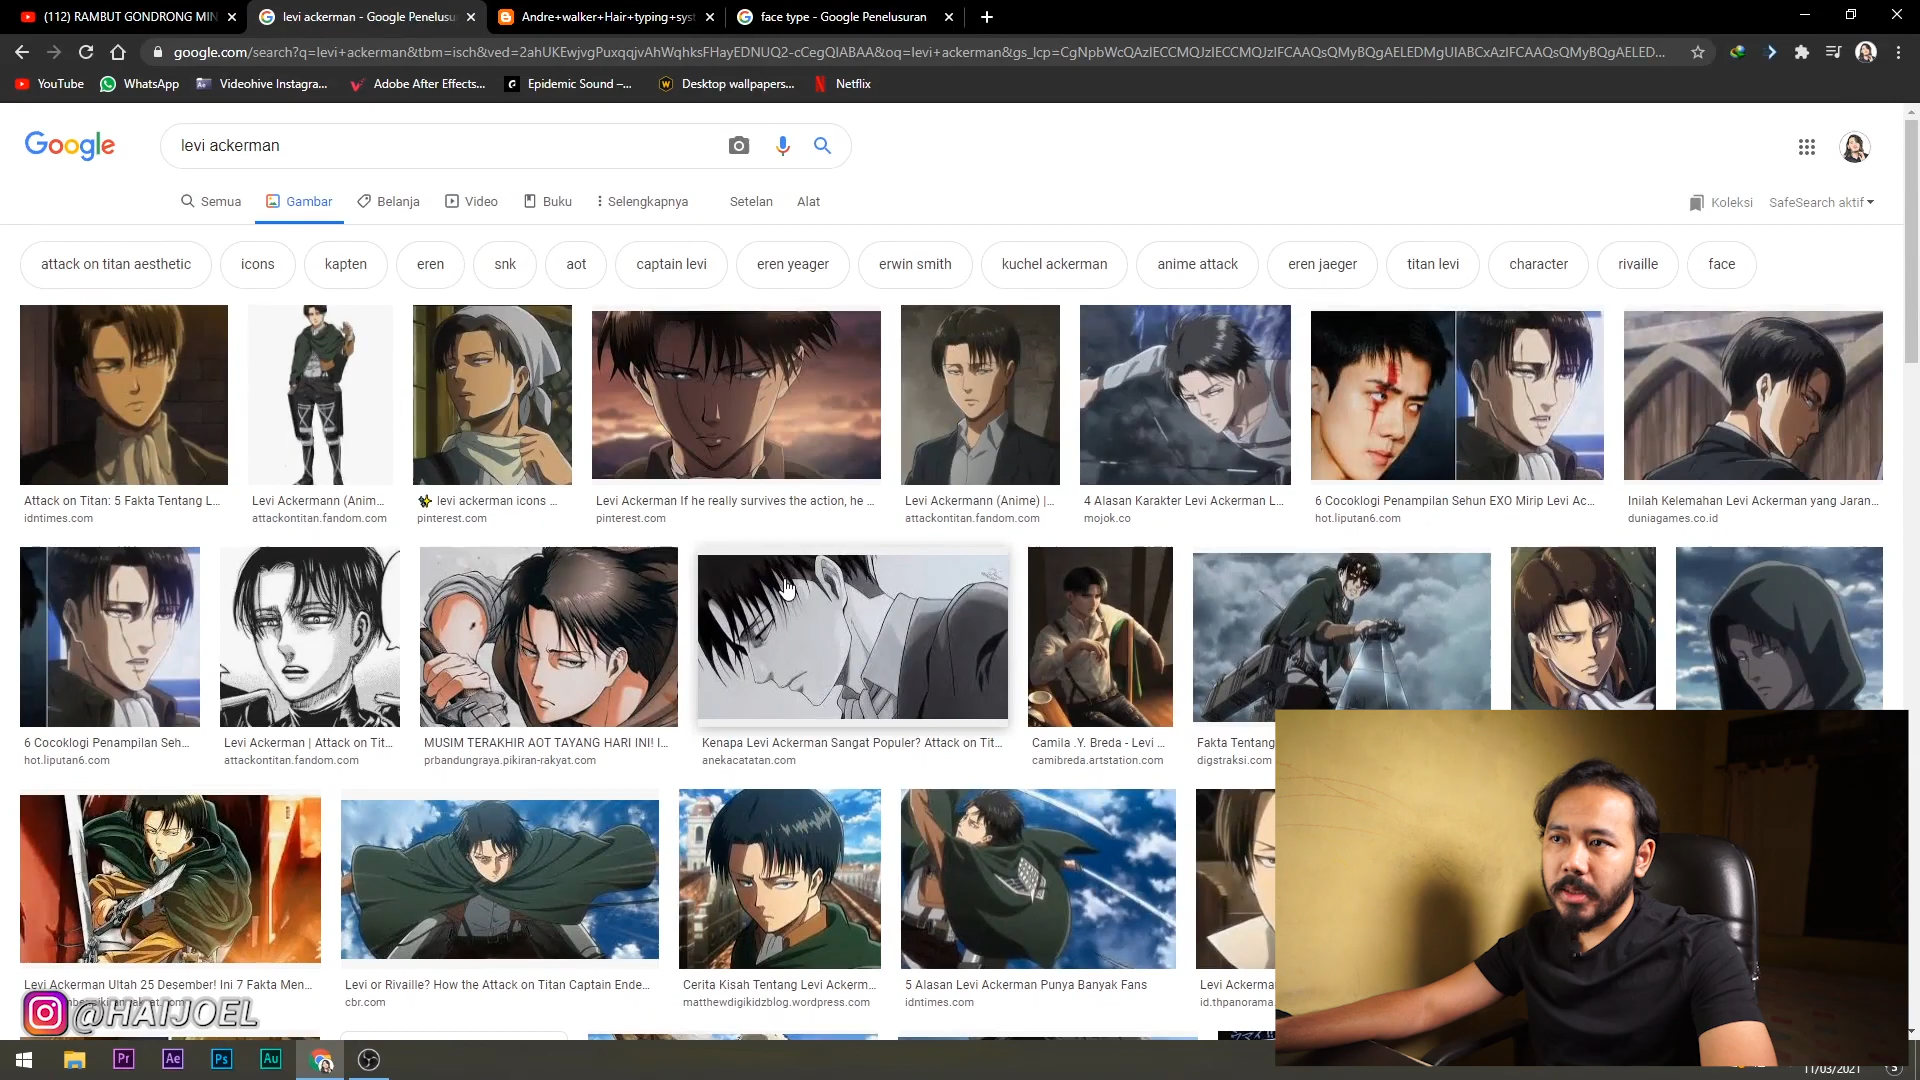 (112) RAMBUT GONDRONG MIN
levi ackerman - Google Penelusu
Andre+walker+Hair+typing+syst
face type - Google Penelusuran
google.com/search?q=levi+ackerman&tbm=isch&ved=2ahUKEwjvgPuxqqjvAhWqhksFHayEDNUQ2-cCegQIABAA&oq=levi+ackerman&gs_lcp=CgNpbWcQAzIECCMQJzIECCMQJzIFCAAQsQMyBQgAELEDMgUIABCxAzIFCAAQsQMyBQgAELED...
YouTube
WhatsApp
Videohive Instagra...
Adobe After Effects...
Epidemic Sound –...
Desktop wallpapers...
Netflix
Google
levi ackerman
Semua
Gambar
Belanja
Video
Buku
Selengkapnya
Setelan
Alat
Koleksi
SafeSearch aktif
attack on titan aesthetic
icons
kapten
eren
snk
aot
captain levi
eren yeager
erwin smith
kuchel ackerman
anime attack
eren jaeger
titan levi
character
rivaille
face
Attack on Titan: 5 Fakta Tentang L...
idntimes.com
Levi Ackermann (Anim...
attackontitan.fandom.com
✨ levi ackerman icons ...
pinterest.com
Levi Ackerman If he really survives the action, he ...
pinterest.com
Levi Ackermann (Anime) |...
attackontitan.fandom.com
4 Alasan Karakter Levi Ackerman L...
mojok.co
6 Cocoklogi Penampilan Sehun EXO Mirip Levi Ac...
hot.liputan6.com
Inilah Kelemahan Levi Ackerman yang Jaran...
duniagames.co.id
6 Cocoklogi Penampilan Seh...
hot.liputan6.com
Levi Ackerman | Attack on Tit...
attackontitan.fandom.com
MUSIM TERAKHIR AOT TAYANG HARI INI! I...
prbandungraya.pikiran-rakyat.com
Kenapa Levi Ackerman Sangat Populer? Attack on Tit...
anekacatatan.com
Camila .Y. Breda - Levi ...
camibreda.artstation.com
Fakta Tentang
digstraksi.com
Levi Ackerman Ultah 25 Desember! Ini 7 Fakta Men...
Levi or Rivaille? How the Attack on Titan Captain Ende...
cbr.com
Cerita Kisah Tentang Levi Ackerm...
matthewdigikidzblog.wordpress.com
5 Alasan Levi Ackerman Punya Banyak Fans
idntimes.com
Levi Ackerma
id.thpanorama.
@HAIJOEL
Pr
Ae
Ps
Au
11/03/2021